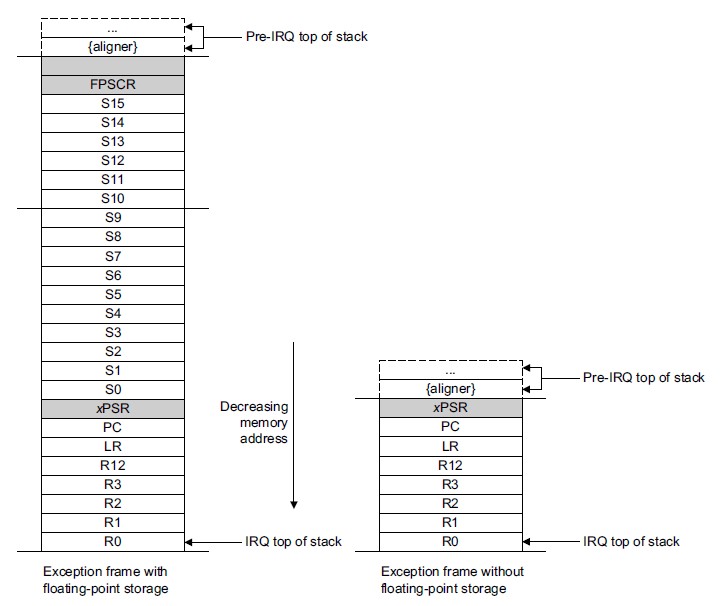 ...
{aligner}
Pre-IRQ top of stack
FPSCR
S15
S14
S13
S12
S11
S10
S9
S8
S7
S6
S5
S4
S3
S2
S1
S0
xPSR
PC
LR
R12
R3
R2
R1
R0
IRQ top of stack
Exception frame with
floating-point storage
Decreasing
memory
address
...
{aligner}
Pre-IRQ top of stack
xPSR
PC
LR
R12
R3
R2
R1
R0
IRQ top of stack
Exception frame without
floating-point storage